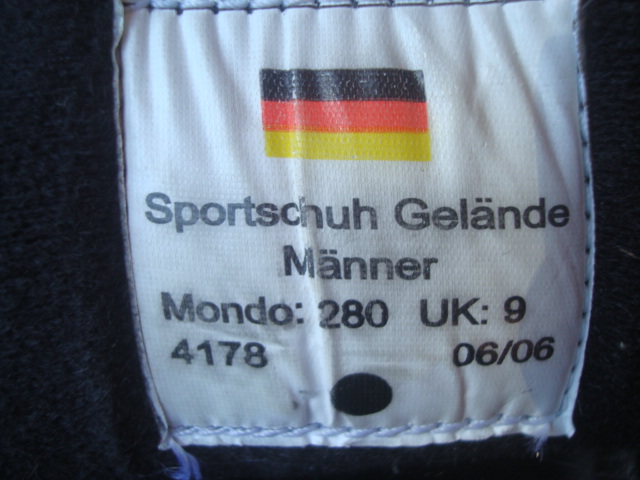 Sportschuh Gelände
Männer
Mondo: 280 UK: 9
4178 06/06